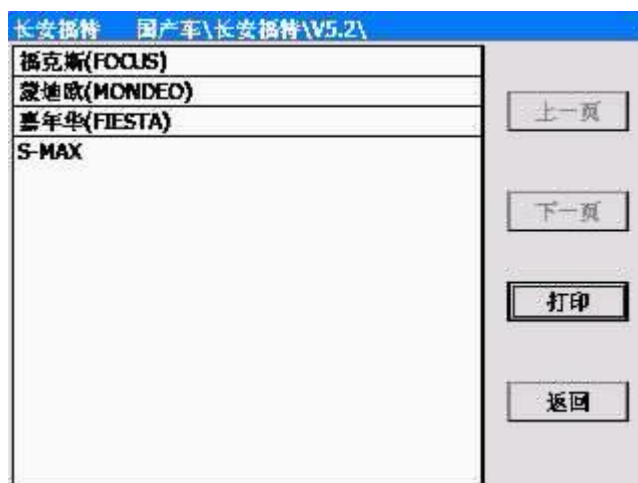 长安福特 国产车\长安福特\V5.2\
福克斯(FOCUS)
蒙迪欧(MONDEO)
嘉年华(FIESTA)
S-MAX
上一页
下一页
打印
返回